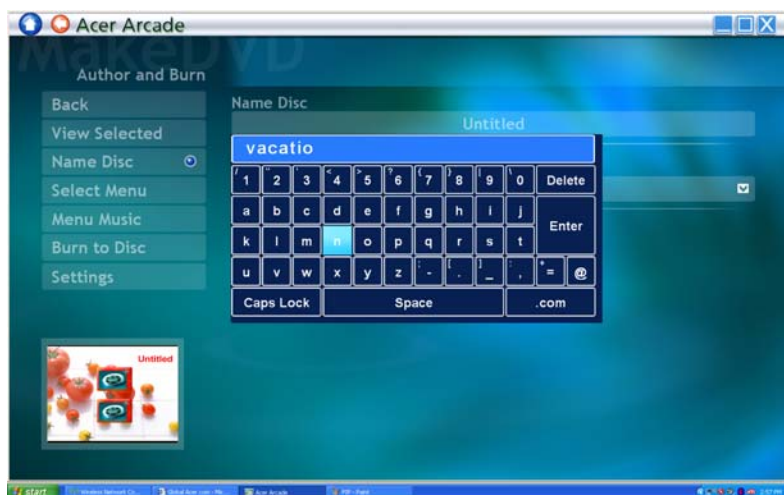 Acer Arcade
MakeDVD
Author and Burn
Back
View Selected
Name Disc
Select Menu
Menu Music
Burn to Disc
Settings
Untitled
Name Disc
Untitled
vacatio
1 2 3 4 5 6 7 8 9 0 Delete
a b c d e f g h i j
Enter
k l m n o p q r s t
u v w x y z - . _ , = @
Caps Lock Space .com
start
Acer Arcade